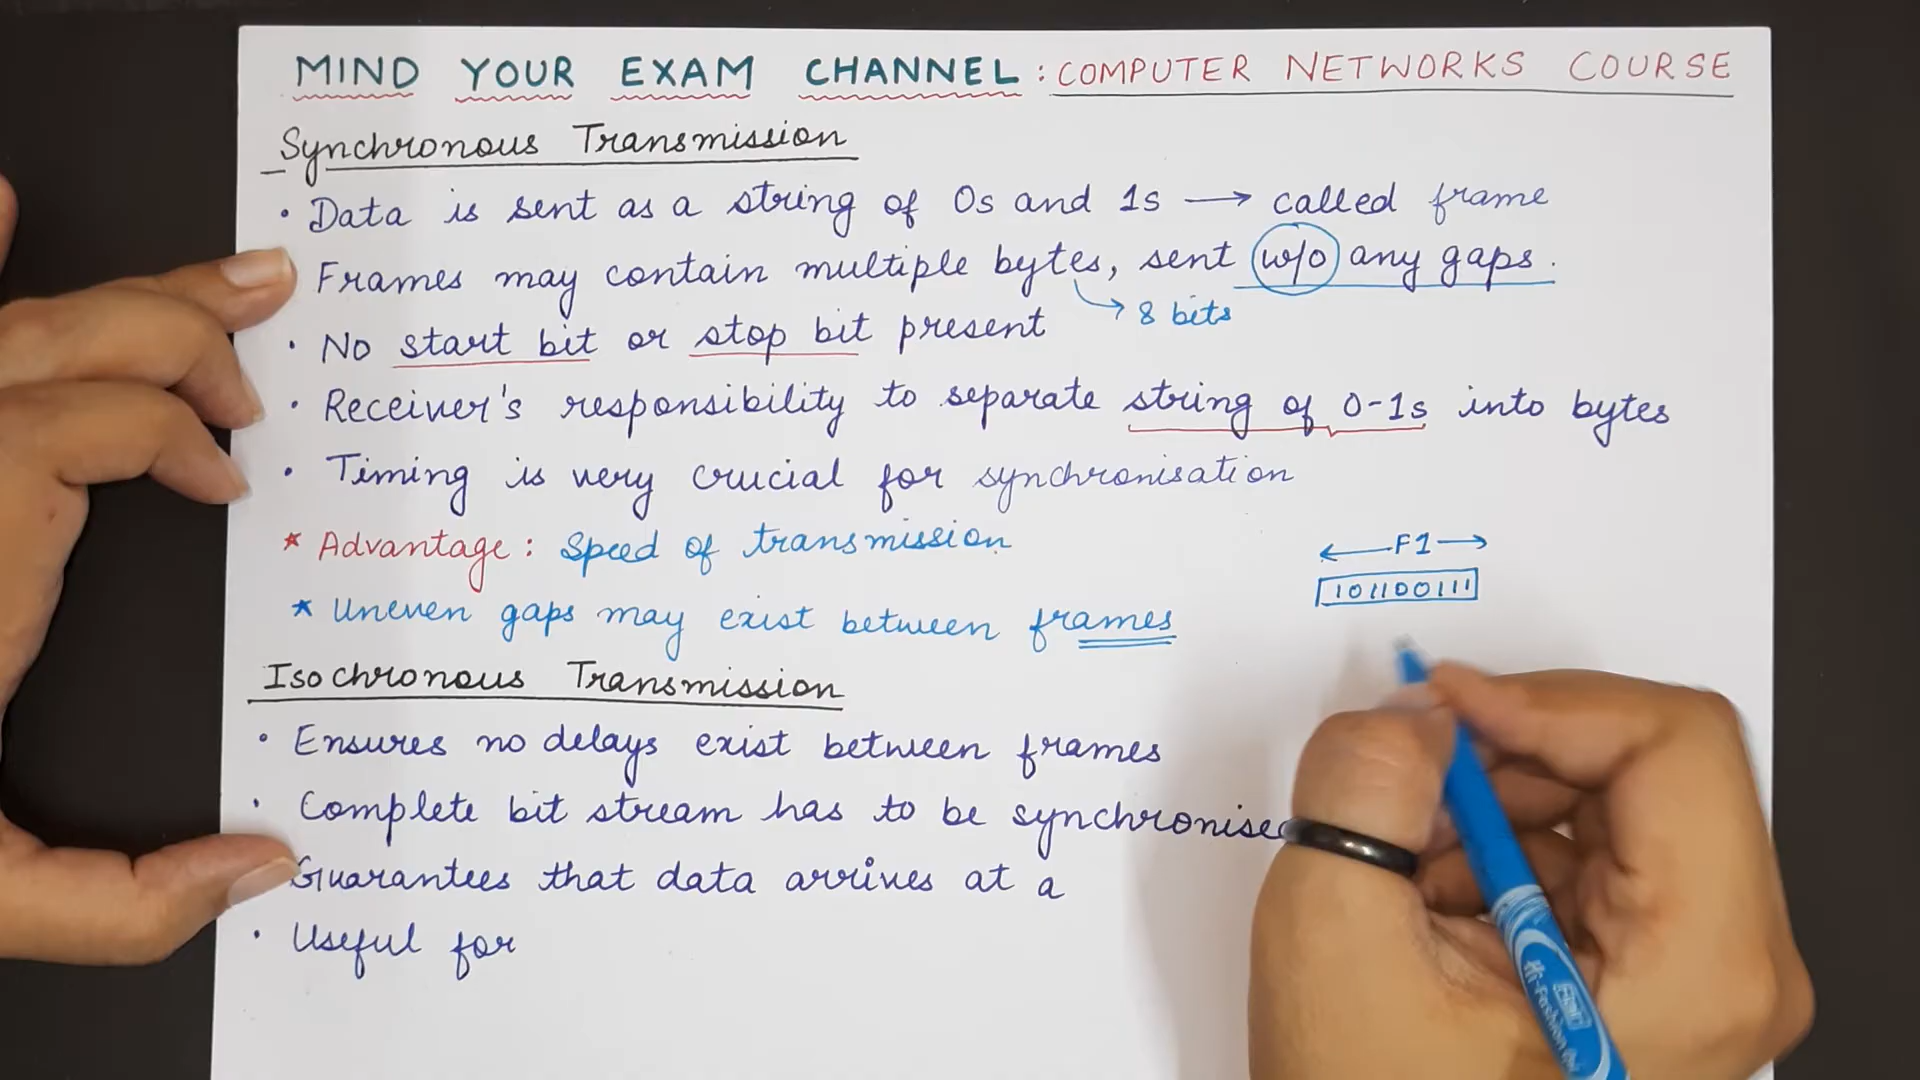 MIND YOUR EXAM CHANNEL : COMPUTER NETWORKS COURSE
Synchronous Transmission
• Data is sent as a string of 0s and 1s → called frame
Frames may contain multiple bytes, sent w/o any gaps.
→ 8 bits
• No start bit or stop bit present
• Receiver's responsibility to separate string of 0-1s into bytes
• Timing is very crucial for synchronisation
* Advantage: Speed of transmission
← F1 →
101100111
* Uneven gaps may exist between frames
Isochronous Transmission
• Ensures no delays exist between frames
• Complete bit stream has to be synchronised
Guarantees that data arrives at a
• Useful for
Hi-Fashion